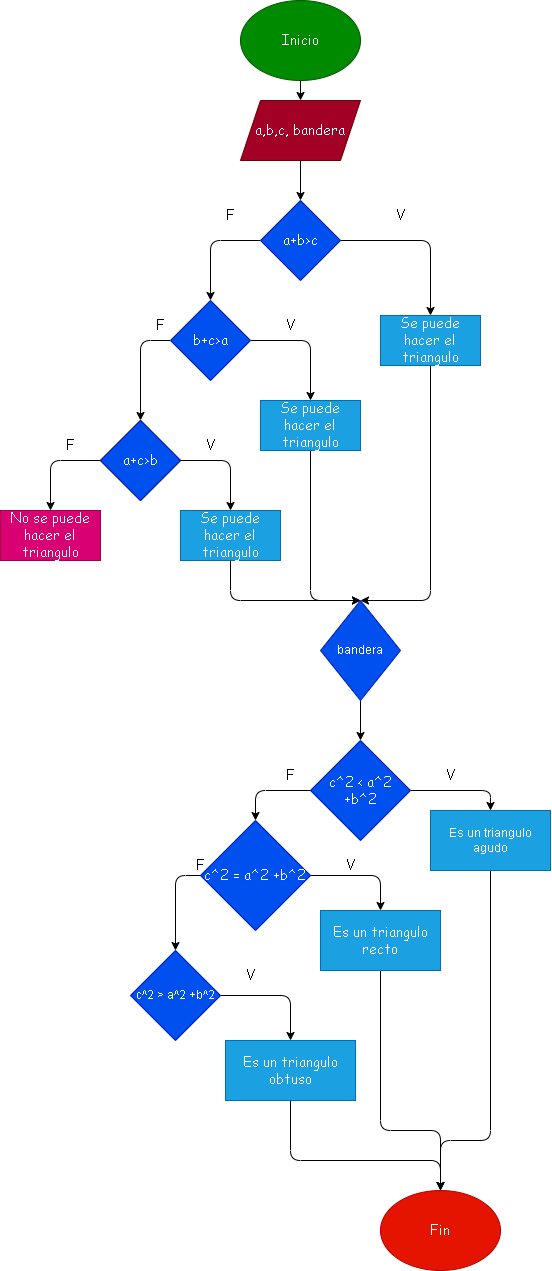 Inicio
a,b,c, bandera
F
V
a+b>c
F
V
b+c>a
Se puede
hacer el
triangulo
Se puede
hacer el
triangulo
F
V
a+c>b
No se puede
hacer el
triangulo
Se puede
hacer el
triangulo
bandera
F
V
c^2 < a^2
+b^2
Es un triangulo
agudo
F
V
c^2 = a^2 +b^2
Es un triangulo
recto
V
c^2 > a^2 +b^2
Es un triangulo
obtuso
Fin